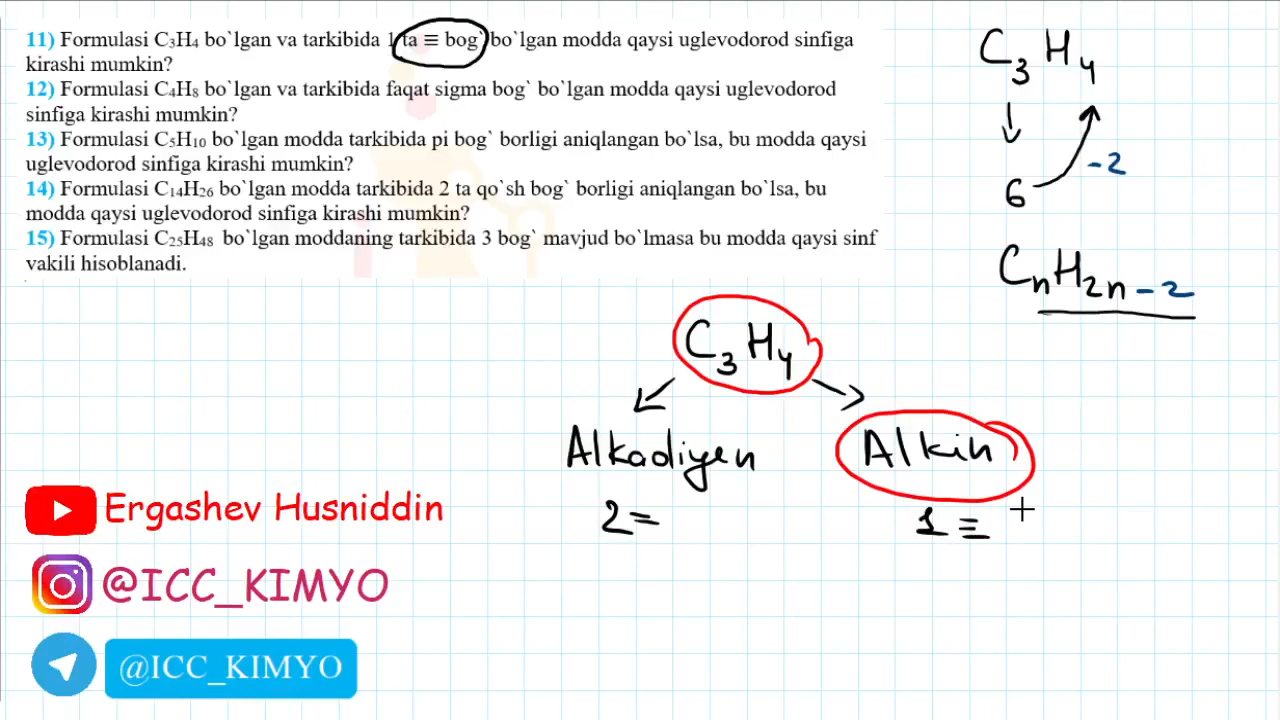 11) Formulasi C₃H₄ bo`lgan va tarkibida 1 ta ≡ bog` bo`lgan modda qaysi uglevodorod sinfiga
kirashi mumkin?
12) Formulasi C₄H₈ bo`lgan va tarkibida faqat sigma bog` bo`lgan modda qaysi uglevodorod
sinfiga kirashi mumkin?
13) Formulasi C₅H₁₀ bo`lgan modda tarkibida pi bog` borligi aniqlangan bo`lsa, bu modda qaysi
uglevodorod sinfiga kirashi mumkin?
14) Formulasi C₁₄H₂₆ bo`lgan modda tarkibida 2 ta qo`sh bog` borligi aniqlangan bo`lsa, bu
modda qaysi uglevodorod sinfiga kirashi mumkin?
15) Formulasi C₂₅H₄₈ bo`lgan moddaning tarkibida 3 bog` mavjud bo`lmasa bu modda qaysi sinf
vakili hisoblanadi.
C₃H₄
-2
6
CnH2n-2
C₃H₄
Alkadiyen Alkin
2= 1≡
Ergashev Husniddin
@ICC_KIMYO
@ICC_KIMYO